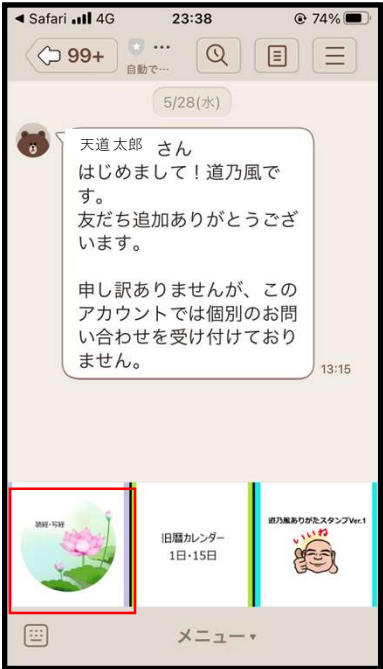 Safari 4G 23:38 74%
99+
自動で…
5/28(水)
天道 太郎 さん
はじめまして！道乃風で
す。
友だち追加ありがとうござ
います。
申し訳ありませんが、この
アカウントでは個別のお問
い合わせを受け付けており
ません。
13:15
読経・写経
旧暦カレンダー
1日・15日
道乃風ありがたスタンプVer.1
いいね
メニュー